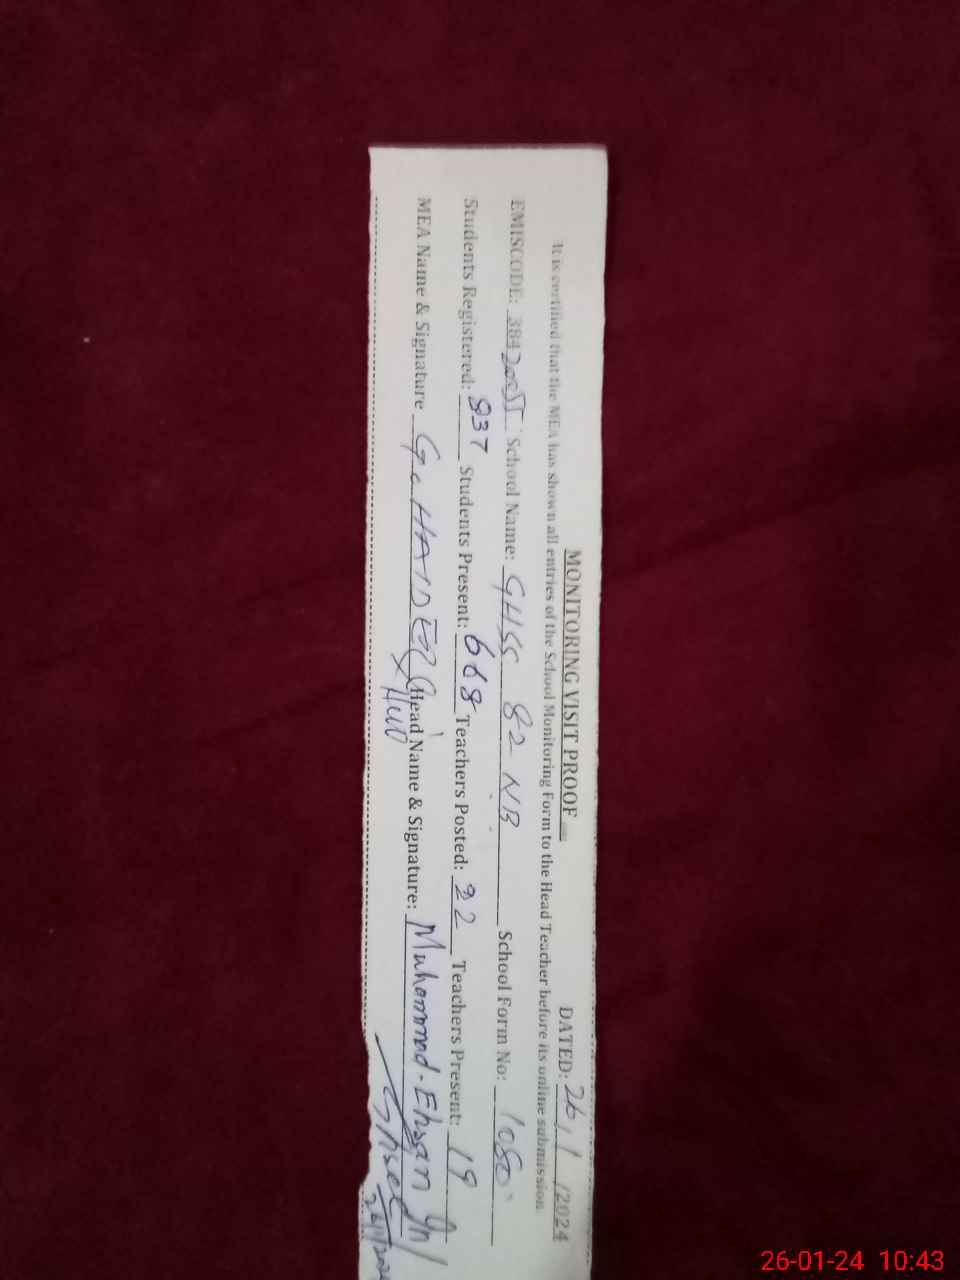 MONITORING VISIT PROOF DATED: 26/1/2024
It is certified that the MEA has shown all entries of the School Monitoring Form to the Head Teacher before its online submission.
EMISCODE: 384200 School Name: GHSS 82 NB School Form No: 1080
Students Registered: 837 Students Present: 668 Teachers Posted: 22 Teachers Present: 19
MEA Name & Signature G. HAIDER Head Name & Signature: Muhammad-Ehsan
26-01-24 10:43